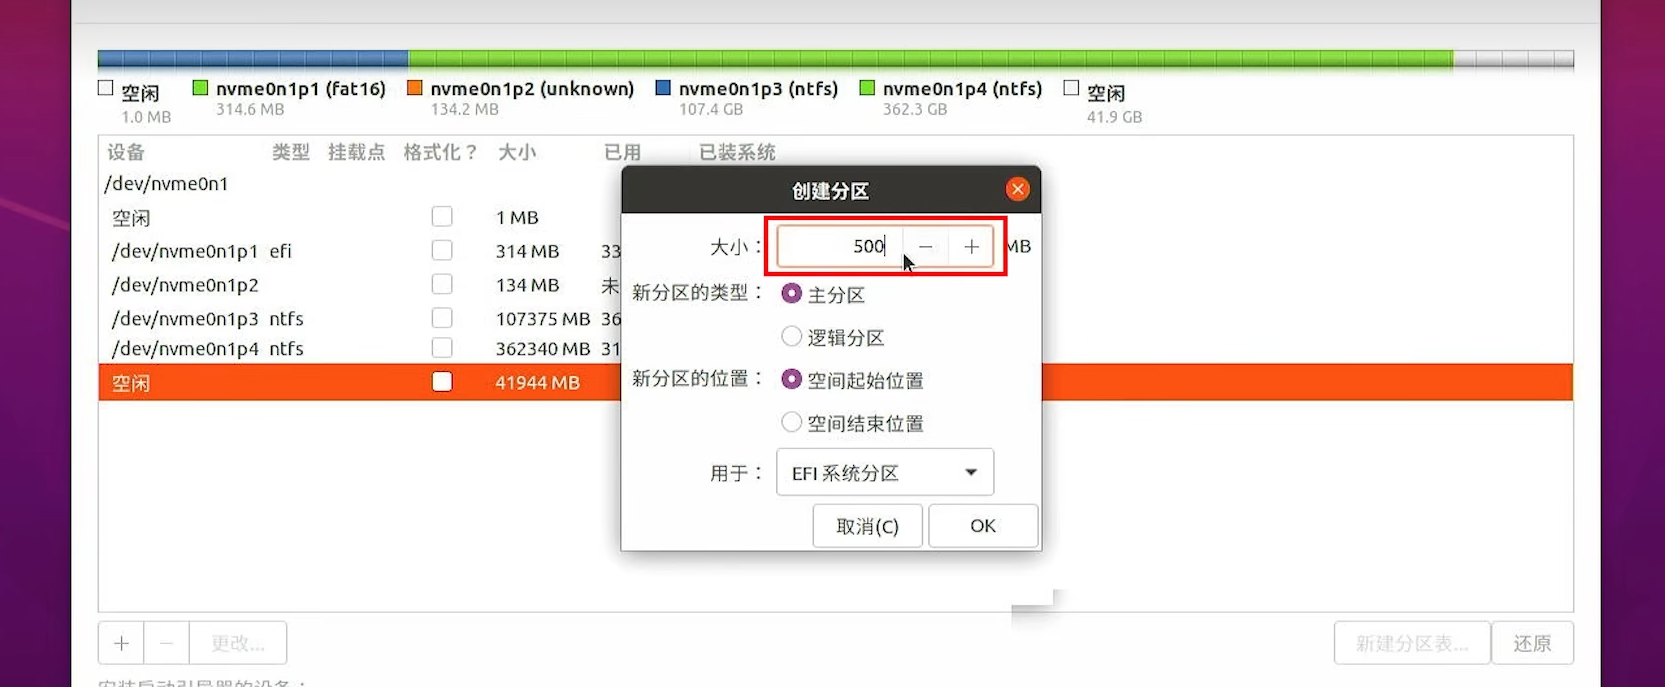 空闲 nvme0n1p1 (fat16) nvme0n1p2 (unknown) nvme0n1p3 (ntfs) nvme0n1p4 (ntfs) 空闲
1.0 MB 314.6 MB 134.2 MB 107.4 GB 362.3 GB 41.9 GB
设备 类型 挂载点 格式化？ 大小 已用 已装系统
/dev/nvme0n1
空闲 1 MB
/dev/nvme0n1p1 efi 314 MB 33
/dev/nvme0n1p2 134 MB 未
/dev/nvme0n1p3 ntfs 107375 MB 36
/dev/nvme0n1p4 ntfs 362340 MB 31
空闲 41944 MB
创建分区
大小： 500 − + MB
新分区的类型： 主分区
逻辑分区
新分区的位置： 空间起始位置
空间结束位置
用于： EFI 系统分区
取消(C) OK
+ − 更改... 新建分区表... 还原
安装启动引导器的设备：